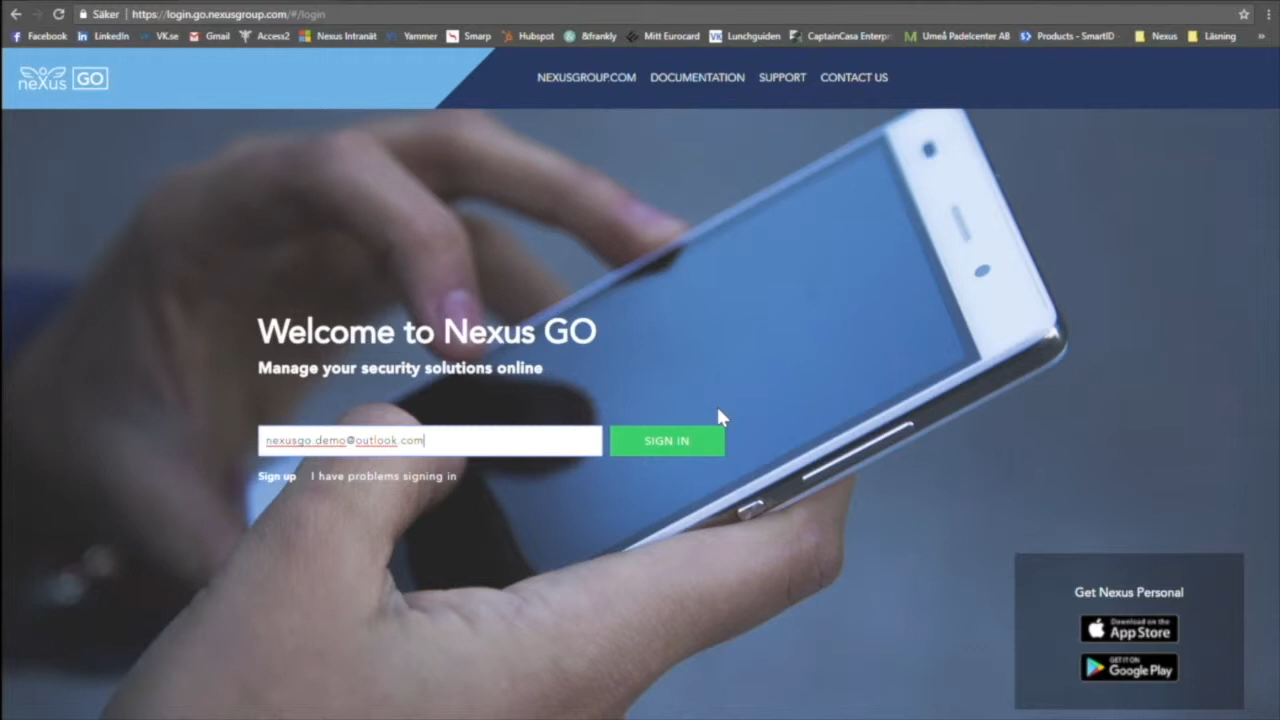 Säker https://login.go.nexusgroup.com/#/login
Facebook LinkedIn VK.se Gmail Access2 Nexus Intranät Yammer Smarp Hubspot &frankly Mitt Eurocard Lunchguiden CaptainCasa Enterpr Umeå Padelcenter AB Products - SmartID Nexus Läsning »
neXus GO NEXUSGROUP.COM DOCUMENTATION SUPPORT CONTACT US
Welcome to Nexus GO
Manage your security solutions online
nexusgo.demo@outlook.com SIGN IN
Sign up I have problems signing in
Get Nexus Personal
Download on the
App Store
GET IT ON
Google Play